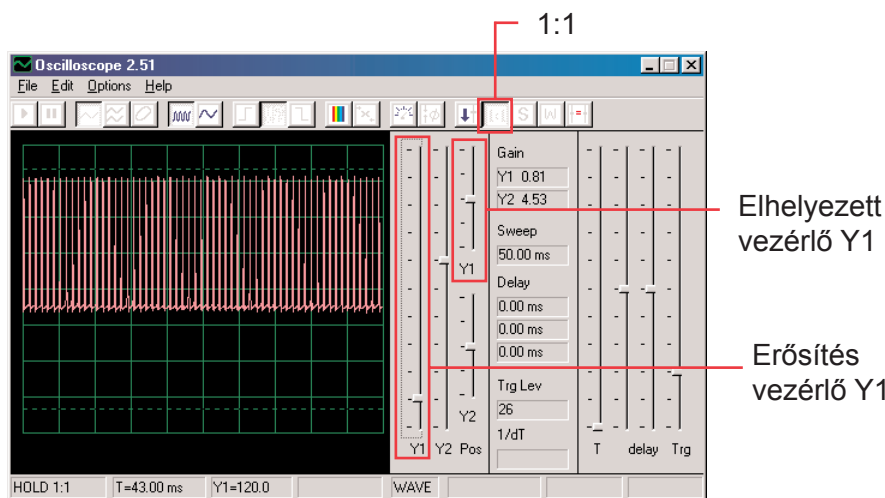 1:1
Oscilloscope 2.51
File Edit Options Help
S W
Gain
Y1 0.81
Y2 4.53
Sweep
50.00 ms
Y1
Delay
0.00 ms
0.00 ms
0.00 ms
Trg Lev
26
Y2
1/dT
Y1 Y2 Pos
T delay Trg
HOLD 1:1 T=43.00 ms Y1=120.0 WAVE
Elhelyezett
vezérlő Y1
Erősítés
vezérlő Y1